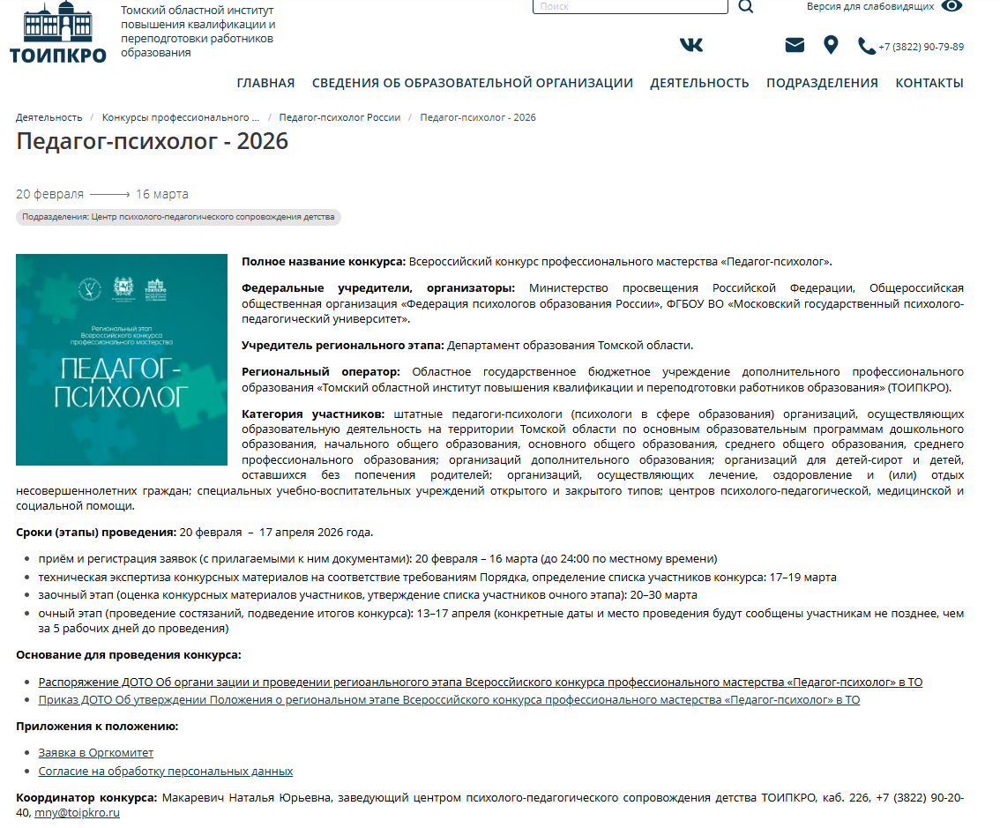 Томский областной институт
повышения квалификации и
переподготовки работников
образования
ТОИПКРО
Поиск
Версия для слабовидящих
+7 (3822) 90-79-89
ГЛАВНАЯ СВЕДЕНИЯ ОБ ОБРАЗОВАТЕЛЬНОЙ ОРГАНИЗАЦИИ ДЕЯТЕЛЬНОСТЬ ПОДРАЗДЕЛЕНИЯ КОНТАКТЫ
Деятельность / Конкурсы профессионального ... / Педагог-психолог России / Педагог-психолог - 2026
Педагог-психолог - 2026
20 февраля ⟶ 16 марта
Подразделения: Центр психолого-педагогического сопровождения детства
ТОИПКРО
Региональный этап
Всероссийского конкурса
профессионального мастерства
ПЕДАГОГ-
ПСИХОЛОГ
Полное название конкурса: Всероссийский конкурс профессионального мастерства «Педагог-психолог».
Федеральные учредители, организаторы: Министерство просвещения Российской Федерации, Общероссийская
общественная организация «Федерация психологов образования России», ФГБОУ ВО «Московский государственный психолого-
педагогический университет».
Учредитель регионального этапа: Департамент образования Томской области.
Региональный оператор: Областное государственное бюджетное учреждение дополнительного профессионального
образования «Томский областной институт повышения квалификации и переподготовки работников образования» (ТОИПКРО).
Категория участников: штатные педагоги-психологи (психологи в сфере образования) организаций, осуществляющих
образовательную деятельность на территории Томской области по основным образовательным программам дошкольного
образования, начального общего образования, основного общего образования, среднего общего образования, среднего
профессионального образования; организаций дополнительного образования; организаций для детей-сирот и детей,
оставшихся без попечения родителей; организаций, осуществляющих лечение, оздоровление и (или) отдых
несовершеннолетних граждан; специальных учебно-воспитательных учреждений открытого и закрытого типов; центров психолого-педагогической, медицинской и
социальной помощи.
Сроки (этапы) проведения: 20 февраля – 17 апреля 2026 года.
• приём и регистрация заявок (с прилагаемыми к ним документами): 20 февраля – 16 марта (до 24:00 по местному времени)
• техническая экспертиза конкурсных материалов на соответствие требованиям Порядка, определение списка участников конкурса: 17–19 марта
• заочный этап (оценка конкурсных материалов участников, утверждение списка участников очного этапа): 20–30 марта
• очный этап (проведение состязаний, подведение итогов конкурса): 13–17 апреля (конкретные даты и место проведения будут сообщены участникам не позднее, чем
за 5 рабочих дней до проведения)
Основание для проведения конкурса:
• Распоряжение ДОТО Об органи зации и проведении региоанльного этапа Всероссйиского конкурса профессионального мастерства «Педагог-психолог» в ТО
• Приказ ДОТО Об утверждении Положения о региональном этапе Всероссийского конкурса профессионального мастерства «Педагог-психолог» в ТО
Приложения к положению:
• Заявка в Оргкомитет
• Согласие на обработку персональных данных
Координатор конкурса: Макаревич Наталья Юрьевна, заведующий центром психолого-педагогического сопровождения детства ТОИПКРО, каб. 226, +7 (3822) 90-20-
40, mny@toipkro.ru